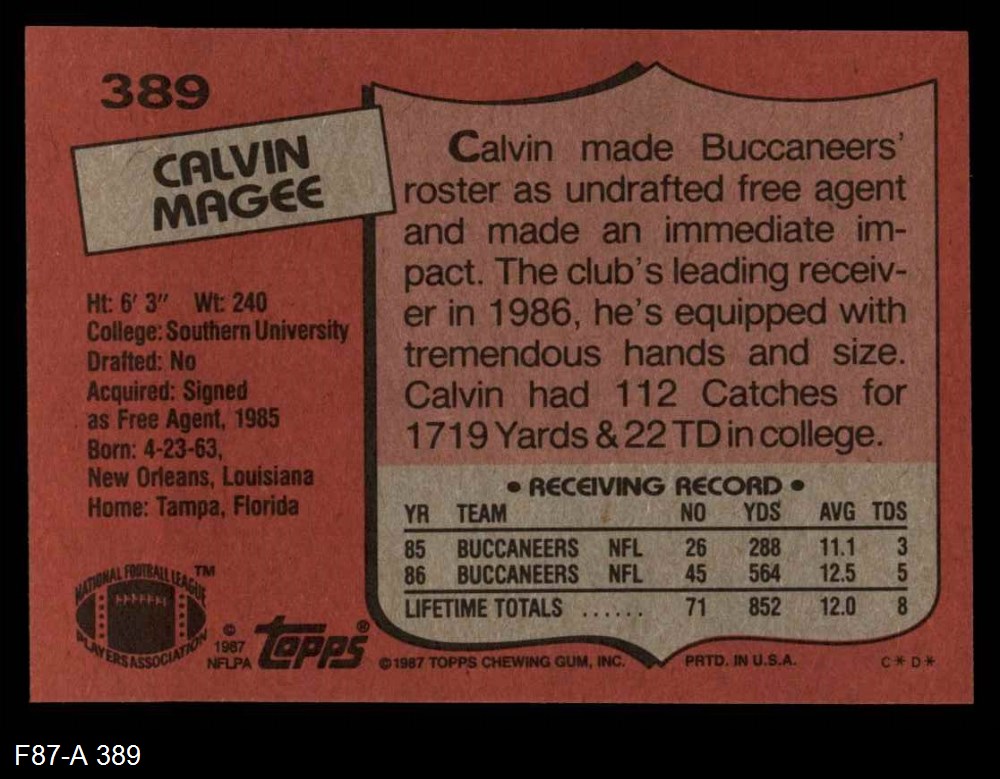 389
CALVIN
MAGEE
Ht: 6' 3" Wt: 240
College: Southern University
Drafted: No
Acquired: Signed
as Free Agent, 1985
Born: 4-23-63,
New Orleans, Louisiana
Home: Tampa, Florida
NATIONAL FOOTBALL LEAGUE TM
PLAYERS ASSOCIATION
© 1987
NFLPA
Topps®
Calvin made Buccaneers'
roster as undrafted free agent
and made an immediate im-
pact. The club's leading receiv-
er in 1986, he's equipped with
tremendous hands and size.
Calvin had 112 Catches for
1719 Yards & 22 TD in college.
• RECEIVING RECORD •
YR TEAM NO YDS AVG TDS
85 BUCCANEERS NFL 26 288 11.1 3
86 BUCCANEERS NFL 45 564 12.5 5
LIFETIME TOTALS ...... 71 852 12.0 8
© 1987 TOPPS CHEWING GUM, INC. PRTD. IN U.S.A. C * D *
F87-A 389